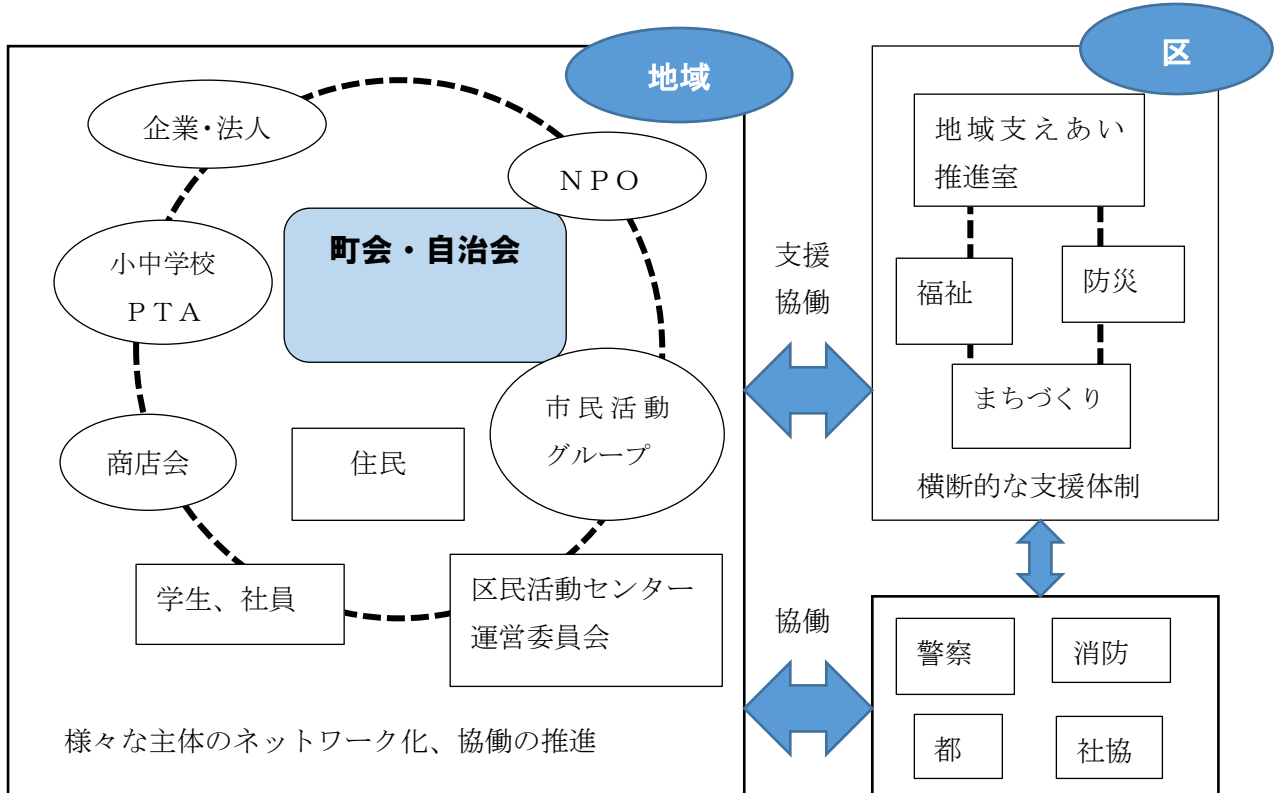 地域
企業・法人
ＮＰＯ
町会・自治会
小中学校
ＰＴＡ
市民活動
グループ
商店会
住民
学生、社員
区民活動センター
運営委員会
様々な主体のネットワーク化、協働の推進
支援
協働
協働
区
地域支えあい
推進室
福祉
防災
まちづくり
横断的な支援体制
警察
消防
都
社協